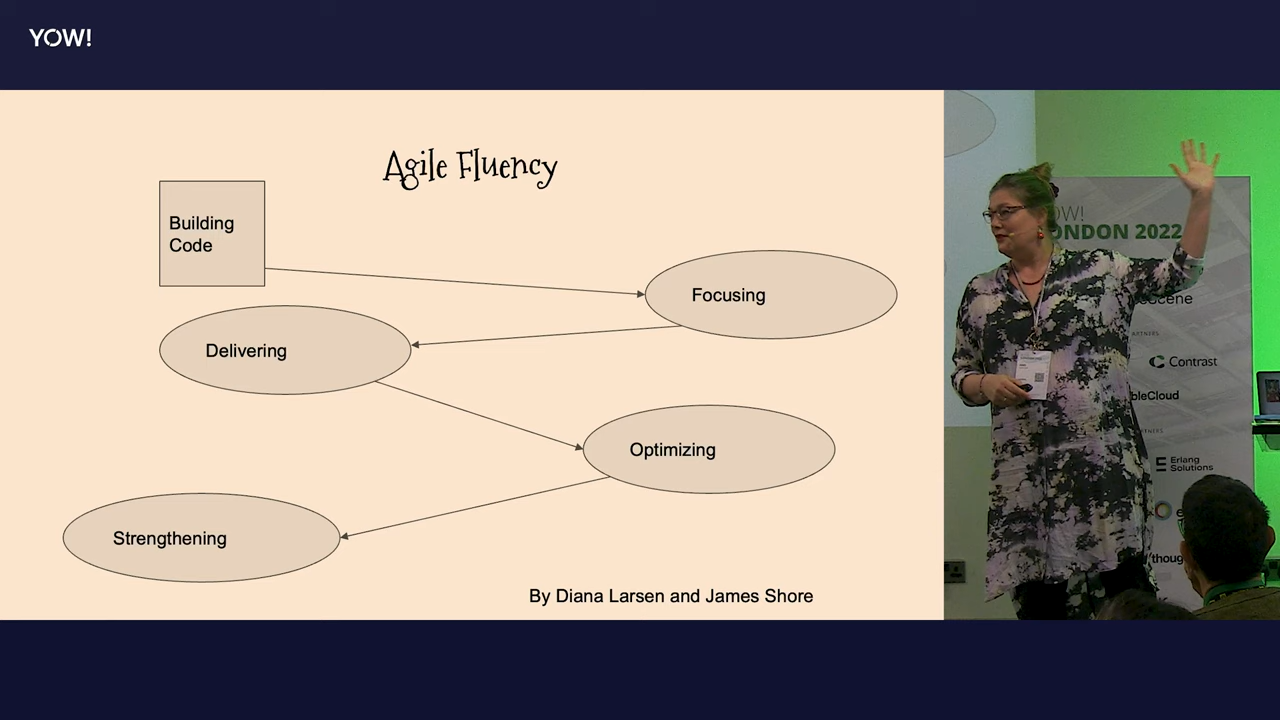 YOW!
Agile Fluency
Building
Code
Focusing
Delivering
Optimizing
Strengthening
By Diana Larsen and James Shore
LONDON 2022
Contrast
Erlang
Solutions